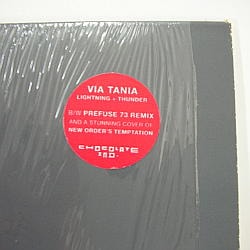 VIA TANIA
LIGHTNING + THUNDER
B/W PREFUSE 73 REMIX
AND A STUNNING COVER OF
NEW ORDER'S TEMPTATION
CHOCOLATE
IND.